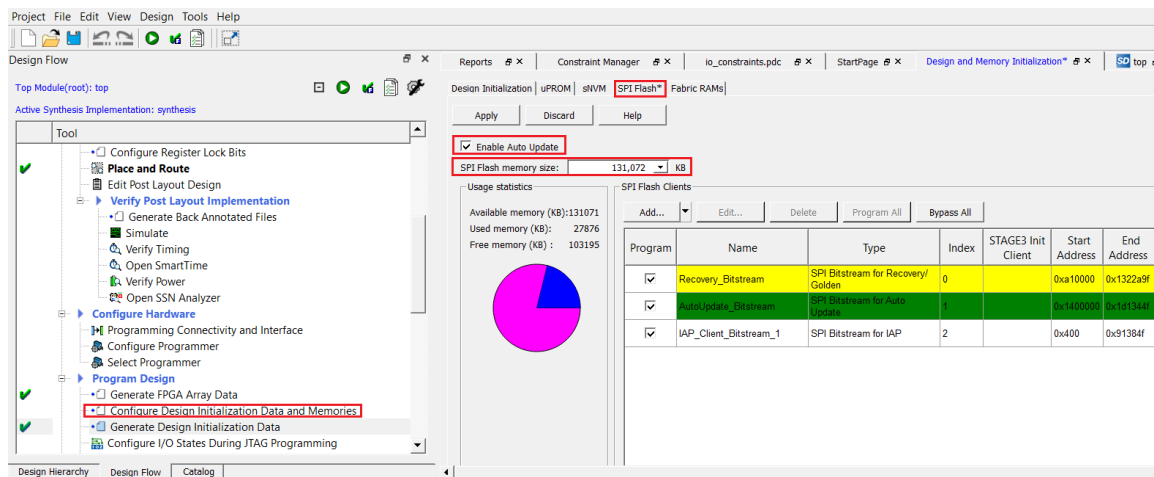 Project File Edit View Design Tools Help
Design Flow
Top Module(root): top
Active Synthesis Implementation: synthesis
Tool
Configure Register Lock Bits
Place and Route
Edit Post Layout Design
Verify Post Layout Implementation
Generate Back Annotated Files
Simulate
Verify Timing
Open SmartTime
Verify Power
Open SSN Analyzer
Configure Hardware
Programming Connectivity and Interface
Configure Programmer
Select Programmer
Program Design
Generate FPGA Array Data
Configure Design Initialization Data and Memories
Generate Design Initialization Data
Configure I/O States During JTAG Programming
Design Hierarchy Design Flow Catalog
Reports Constraint Manager io_constraints.pdc StartPage Design and Memory Initialization* SD top
Design Initialization uPROM sNVM SPI Flash* Fabric RAMs
Apply Discard Help
Enable Auto Update
SPI Flash memory size: 131,072 KB
Usage statistics
Available memory (KB):131071
Used memory (KB): 27876
Free memory (KB) : 103195
SPI Flash Clients
Add... Edit... Delete Program All Bypass All
Program Name Type Index STAGE3 Init Client Start Address End Address
Recovery_Bitstream SPI Bitstream for Recovery/ Golden 0 0xa10000 0x1322a9f
AutoUpdate_Bitstream SPI Bitstream for Auto Update 1 0x1400000 0x1d1344f
IAP_Client_Bitstream_1 SPI Bitstream for IAP 2 0x400 0x91384f